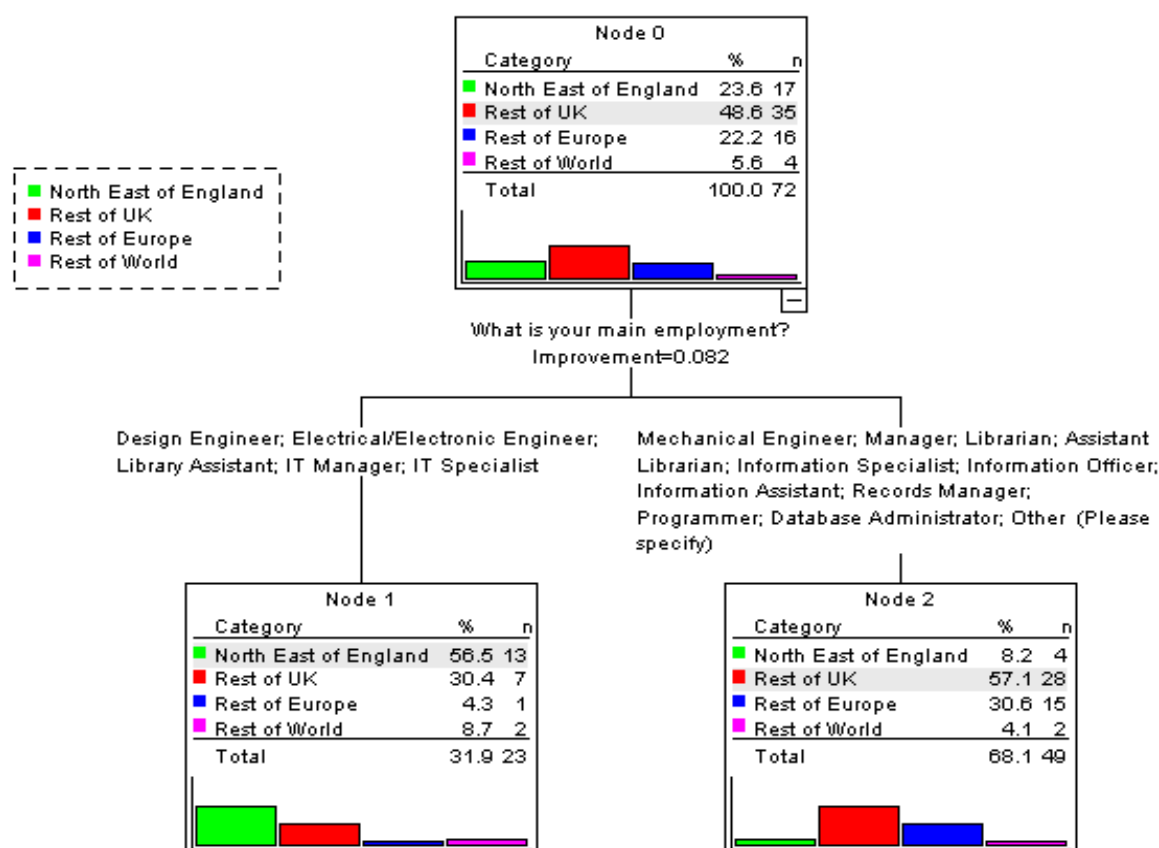 Node 0
Category % n
North East of England 23.6 17
Rest of UK 48.6 35
Rest of Europe 22.2 16
Rest of World 5.6 4
Total 100.0 72
North East of England
Rest of UK
Rest of Europe
Rest of World
What is your main employment?
Improvement=0.082
Design Engineer; Electrical/Electronic Engineer;
Library Assistant; IT Manager; IT Specialist
Mechanical Engineer; Manager; Librarian; Assistant
Librarian; Information Specialist; Information Officer;
Information Assistant; Records Manager;
Programmer; Database Administrator; Other (Please
specify)
Node 1
Category % n
North East of England 56.5 13
Rest of UK 30.4 7
Rest of Europe 4.3 1
Rest of World 8.7 2
Total 31.9 23
Node 2
Category % n
North East of England 8.2 4
Rest of UK 57.1 28
Rest of Europe 30.6 15
Rest of World 4.1 2
Total 68.1 49